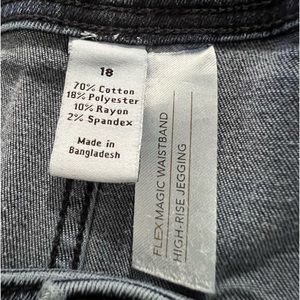 18
70% Cotton
18% Polyester
10% Rayon
2% Spandex
Made in
Bangladesh
FLEX MAGIC WAISTBAND
HIGH-RISE JEGGING